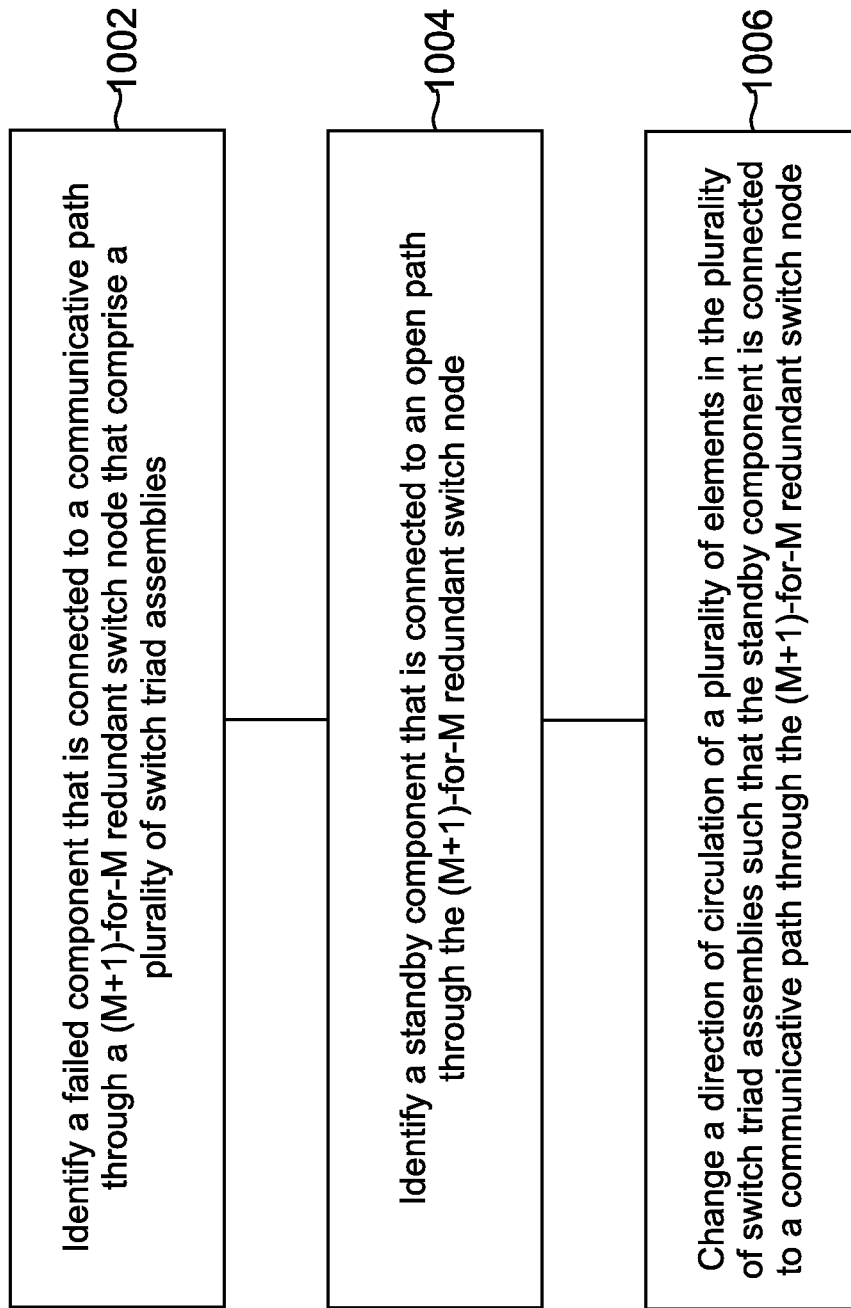 Identify a failed component that is connected to a communicative path
through a (M+1)-for-M redundant switch node that comprise a
plurality of switch triad assemblies
1002
Identify a standby component that is connected to an open path
through the (M+1)-for-M redundant switch node
1004
Change a direction of circulation of a plurality of elements in the plurality
of switch triad assemblies such that the standby component is connected
to a communicative path through the (M+1)-for-M redundant switch node
1006